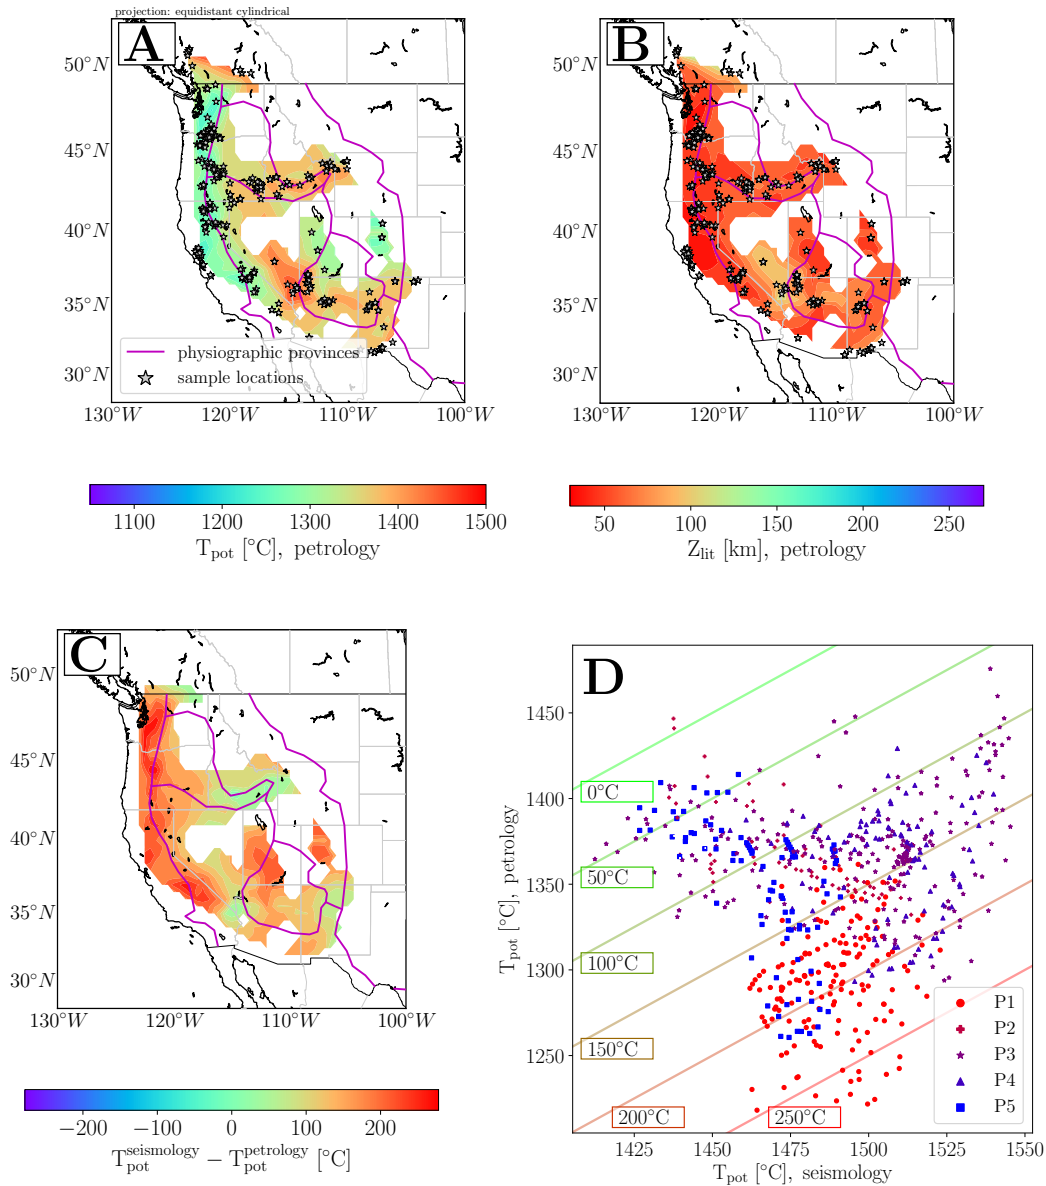 projection: equidistant cylindrical
A
50°N
45°N
40°N
35°N
30°N
physiographic provinces
sample locations
130°W 120°W 110°W 100°W
1100 1200 1300 1400 1500
T_pot [°C], petrology
B
50°N
45°N
40°N
35°N
30°N
130°W 120°W 110°W 100°W
50 100 150 200 250
Z_lit [km], petrology
C
50°N
45°N
40°N
35°N
30°N
130°W 120°W 110°W 100°W
−200 −100 0 100 200
T_pot^seismology − T_pot^petrology [°C]
D
T_pot [°C], petrology
1450
1400
1350
1300
1250
0°C
50°C
100°C
150°C
200°C
250°C
P1
P2
P3
P4
P5
1425 1450 1475 1500 1525 1550
T_pot [°C], seismology